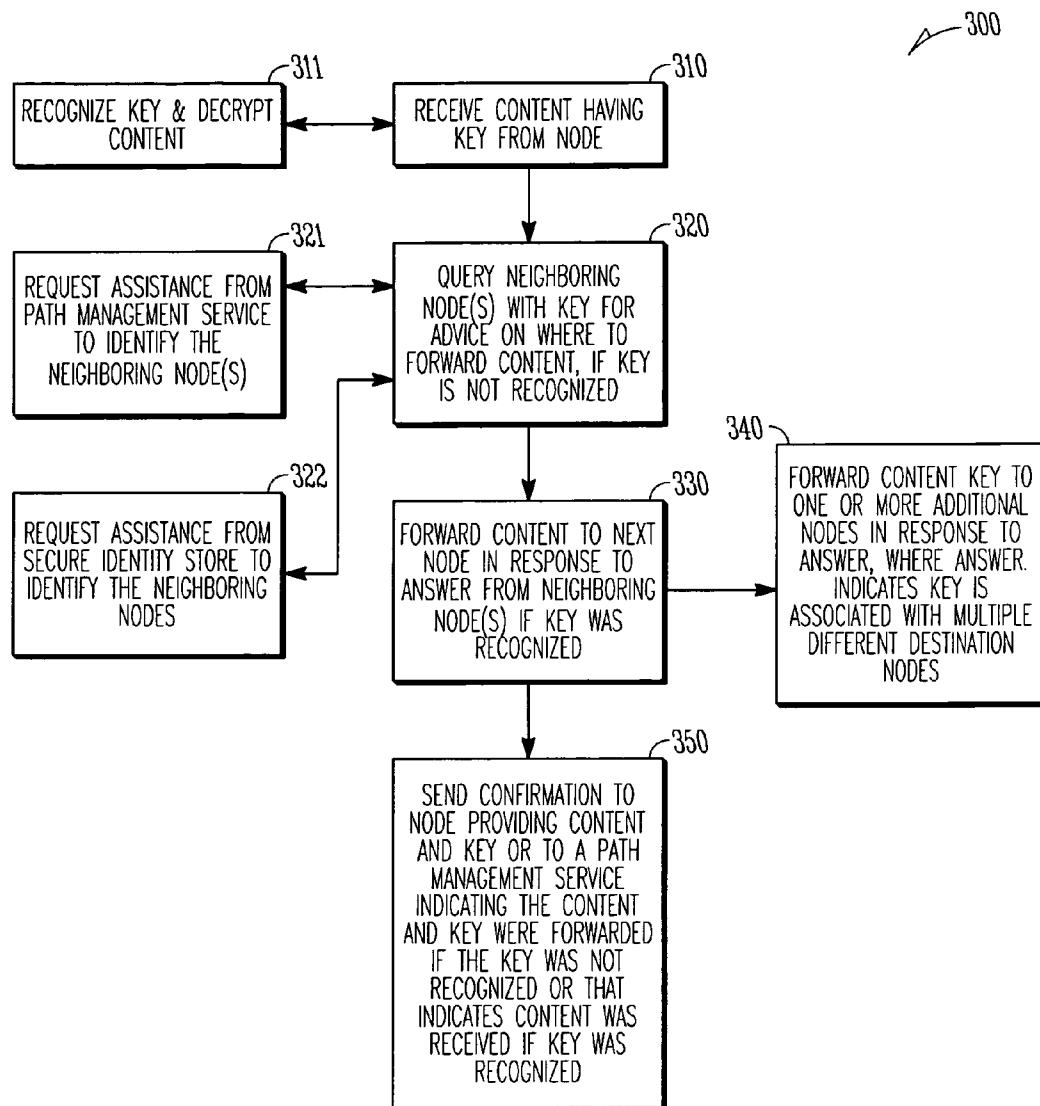 300
311
RECOGNIZE KEY & DECRYPT
CONTENT
310
RECEIVE CONTENT HAVING
KEY FROM NODE
321
REQUEST ASSISTANCE FROM
PATH MANAGEMENT SERVICE
TO IDENTIFY THE
NEIGHBORING NODE(S)
320
QUERY NEIGHBORING
NODE(S) WITH KEY FOR
ADVICE ON WHERE TO
FORWARD CONTENT, IF KEY
IS NOT RECOGNIZED
322
REQUEST ASSISTANCE FROM
SECURE IDENTITY STORE TO
IDENTIFY THE NEIGHBORING
NODES
330
FORWARD CONTENT TO NEXT
NODE IN RESPONSE TO
ANSWER FROM NEIGHBORING
NODE(S) IF KEY WAS
RECOGNIZED
340
FORWARD CONTENT KEY TO
ONE OR MORE ADDITIONAL
NODES IN RESPONSE TO
ANSWER, WHERE ANSWER.
INDICATES KEY IS
ASSOCIATED WITH MULTIPLE
DIFFERENT DESTINATION
NODES
350
SEND CONFIRMATION TO
NODE PROVIDING CONTENT
AND KEY OR TO A PATH
MANAGEMENT SERVICE
INDICATING THE CONTENT
AND KEY WERE FORWARDED
IF THE KEY WAS NOT
RECOGNIZED OR THAT
INDICATES CONTENT WAS
RECEIVED IF KEY WAS
RECOGNIZED